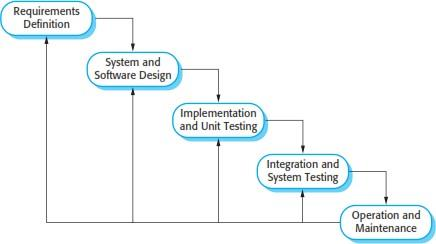 Requirements
Definition
System and
Software Design
Implementation
and Unit Testing
Integration and
System Testing
Operation and
Maintenance